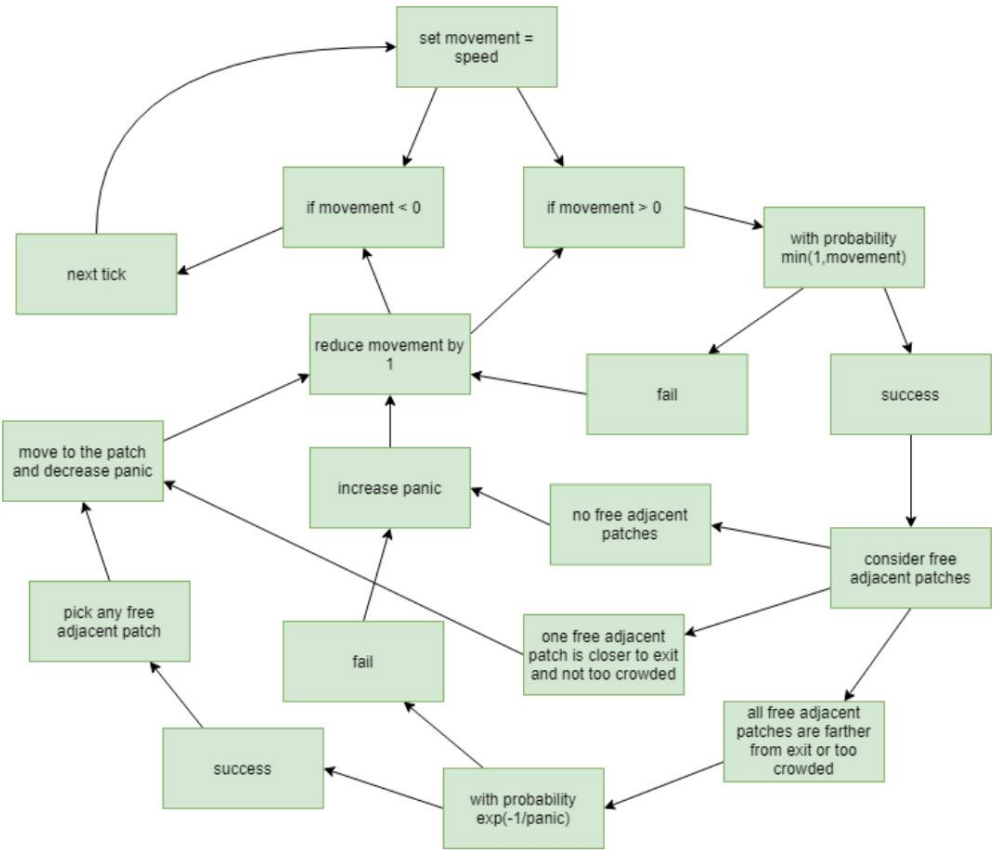 set movement =
speed
if movement < 0
if movement > 0
with probability
min(1,movement)
next tick
reduce movement by
1
fail
success
move to the patch
and decrease panic
increase panic
no free adjacent
patches
consider free
adjacent patches
pick any free
adjacent patch
fail
one free adjacent
patch is closer to exit
and not too crowded
all free adjacent
patches are farther
from exit or too
crowded
success
with probability
exp(-1/panic)